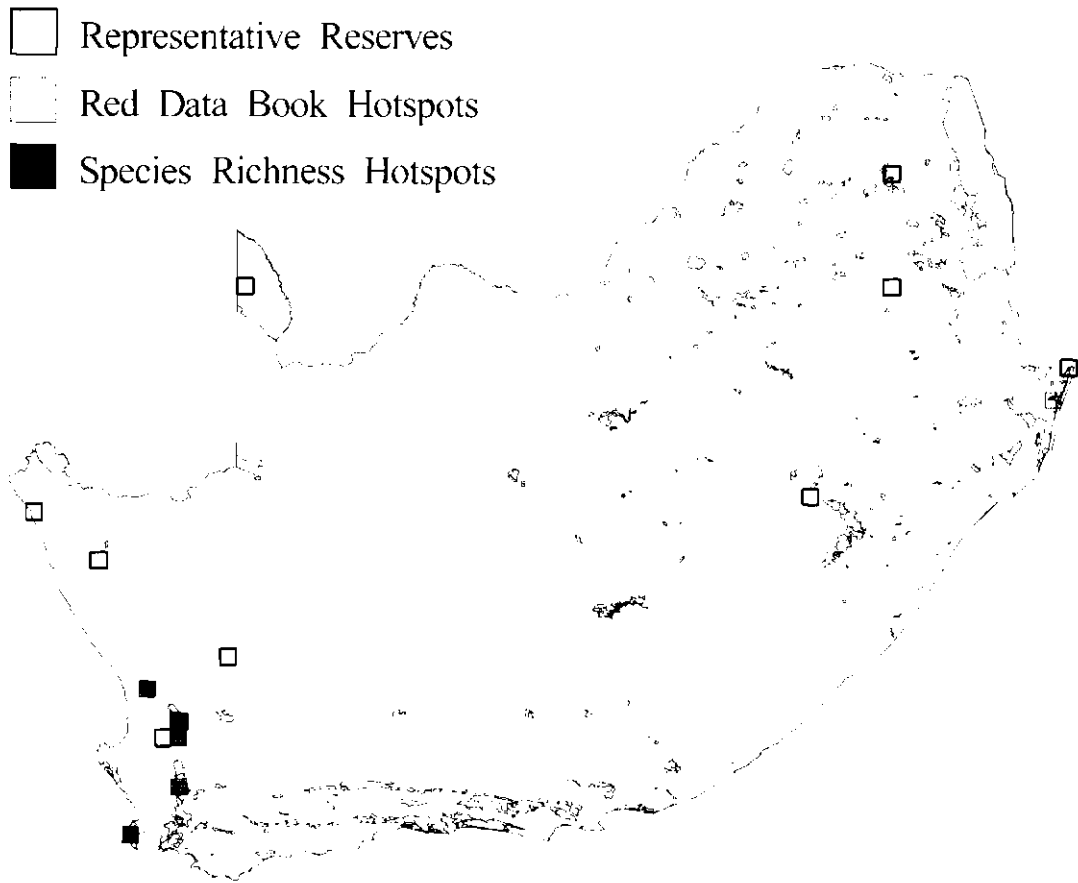 Representative Reserves
Red Data Book Hotspots
Species Richness Hotspots